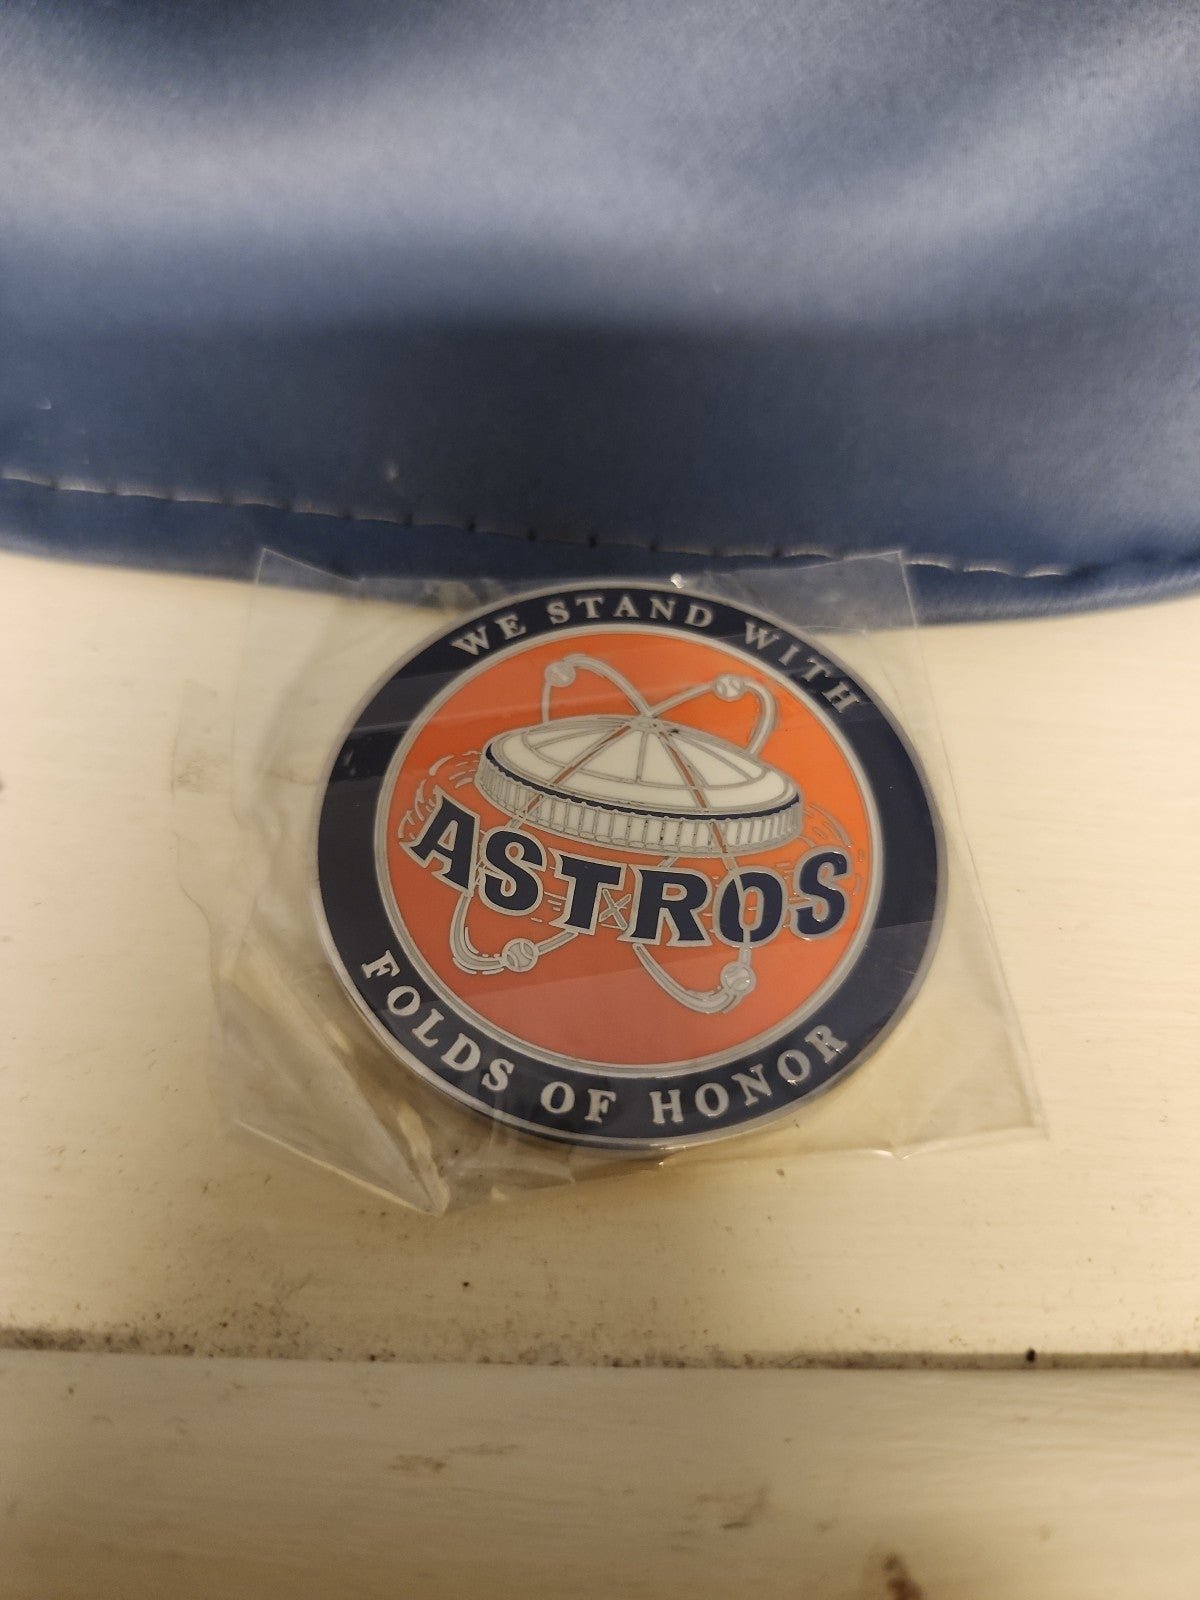 WE STAND WITH
ASTROS
FOLDS OF HONOR